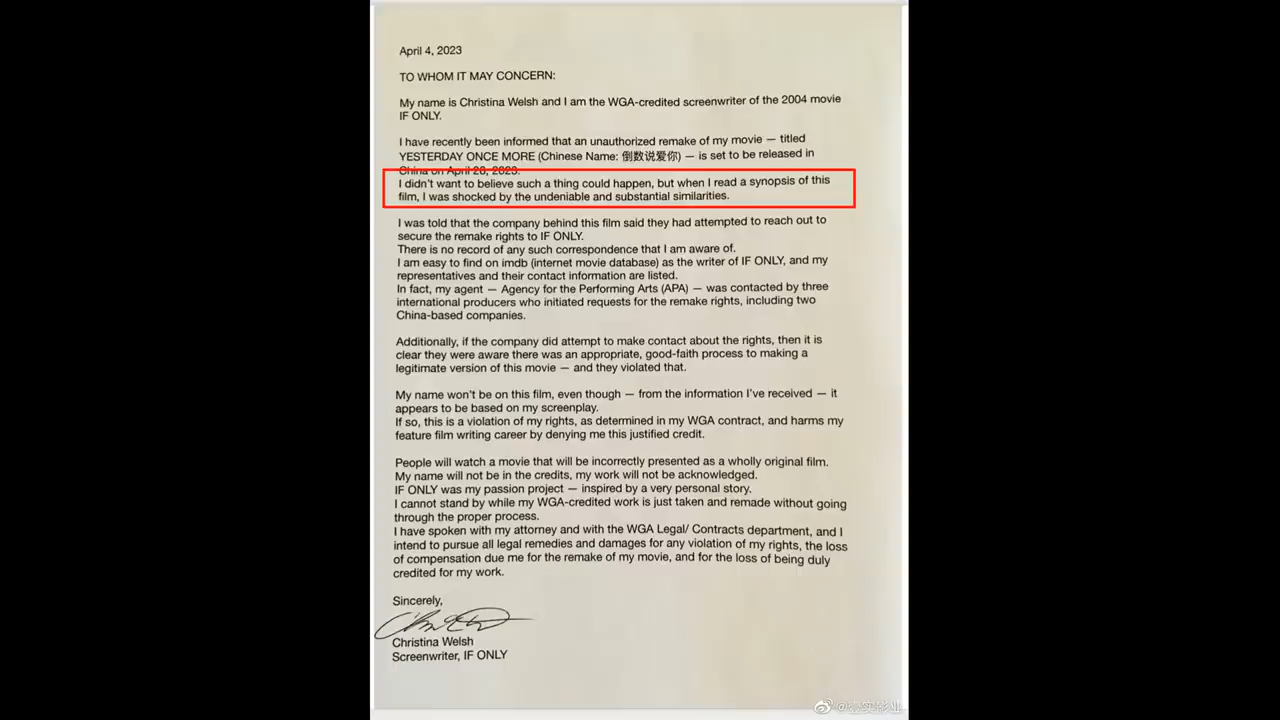 April 4, 2023
TO WHOM IT MAY CONCERN:
My name is Christina Welsh and I am the WGA-credited screenwriter of the 2004 movie
IF ONLY.
I have recently been informed that an unauthorized remake of my movie — titled
YESTERDAY ONCE MORE (Chinese Name: 倒数说爱你) — is set to be released in
China on April 20, 2023.
I didn't want to believe such a thing could happen, but when I read a synopsis of this
film, I was shocked by the undeniable and substantial similarities.
I was told that the company behind this film said they had attempted to reach out to
secure the remake rights to IF ONLY.
There is no record of any such correspondence that I am aware of.
I am easy to find on imdb (internet movie database) as the writer of IF ONLY, and my
representatives and their contact information are listed.
In fact, my agent — Agency for the Performing Arts (APA) — was contacted by three
international producers who initiated requests for the remake rights, including two
China-based companies.
Additionally, if the company did attempt to make contact about the rights, then it is
clear they were aware there was an appropriate, good-faith process to making a
legitimate version of this movie — and they violated that.
My name won't be on this film, even though — from the information I've received — it
appears to be based on my screenplay.
If so, this is a violation of my rights, as determined in my WGA contract, and harms my
feature film writing career by denying me this justified credit.
People will watch a movie that will be incorrectly presented as a wholly original film.
My name will not be in the credits, my work will not be acknowledged.
IF ONLY was my passion project — inspired by a very personal story.
I cannot stand by while my WGA-credited work is just taken and remade without going
through the proper process.
I have spoken with my attorney and with the WGA Legal/ Contracts department, and I
intend to pursue all legal remedies and damages for any violation of my rights, the loss
of compensation due me for the remake of my movie, and for the loss of being duly
credited for my work.
Sincerely,
Christina Welsh
Screenwriter, IF ONLY